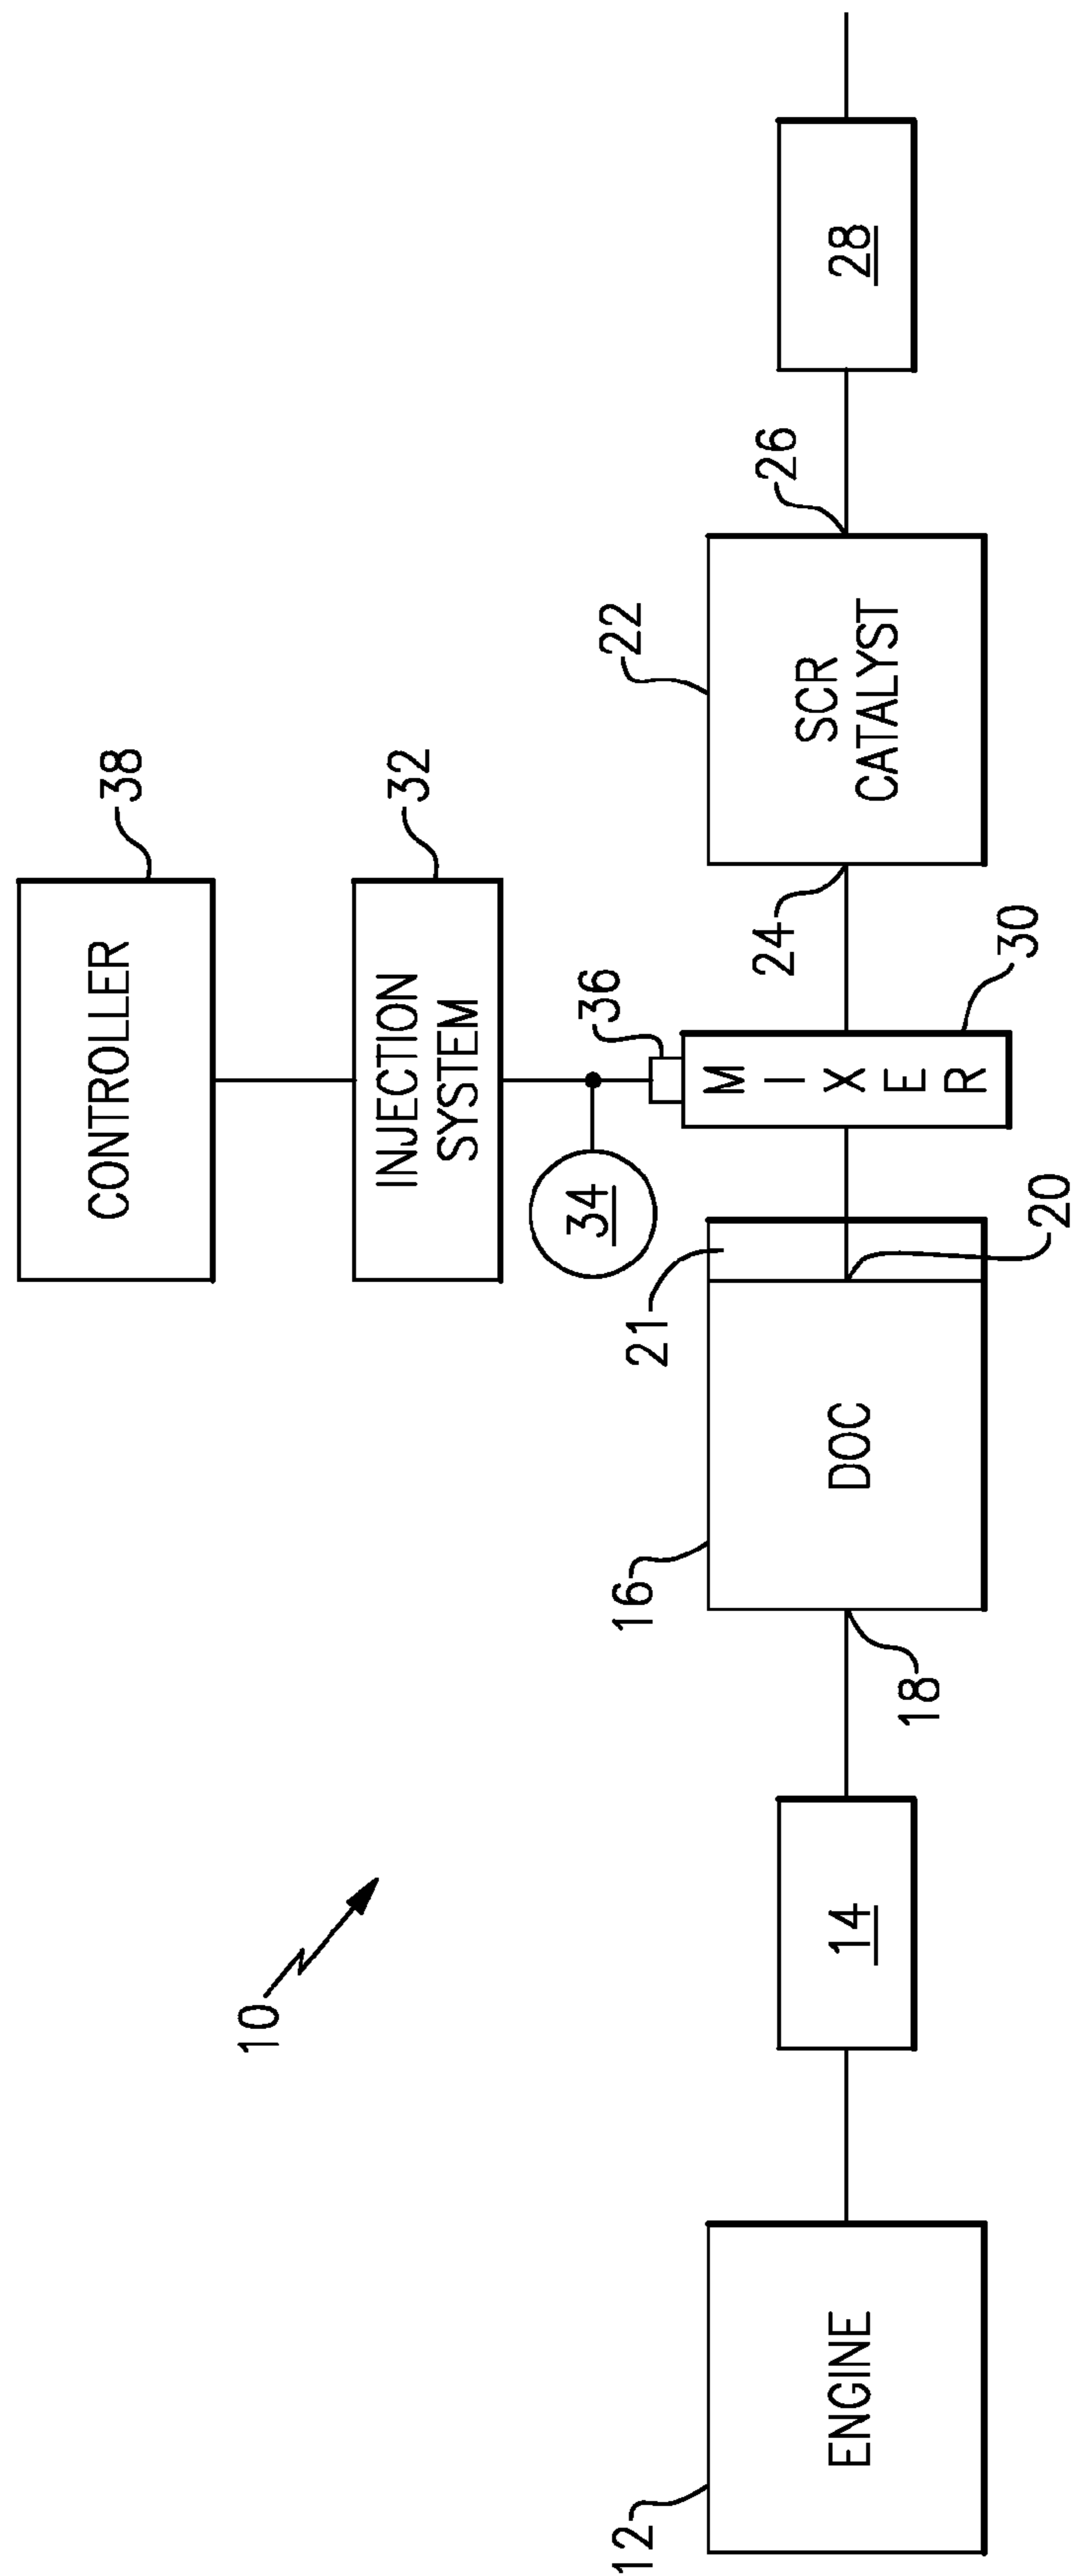 38
CONTROLLER
32
INJECTION
SYSTEM
34
36
10
12
ENGINE
14
16
18
DOC
21
20
MIXER
30
24
22
SCR
CATALYST
26
28